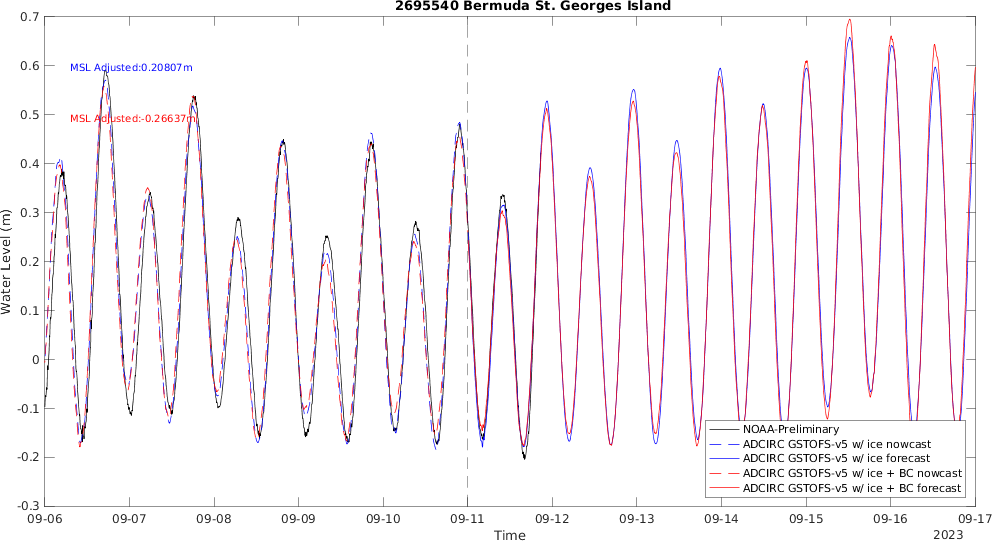 2695540 Bermuda St. Georges Island
0.7
0.6
0.5
0.4
0.3
0.2
0.1
0
-0.1
-0.2
-0.3
Water Level (m)
MSL Adjusted:0.20807m
MSL Adjusted:-0.26637m
NOAA-Preliminary
ADCIRC GSTOFS-v5 w/ ice nowcast
ADCIRC GSTOFS-v5 w/ ice forecast
ADCIRC GSTOFS-v5 w/ ice + BC nowcast
ADCIRC GSTOFS-v5 w/ ice + BC forecast
09-06 09-07 09-08 09-09 09-10 09-11 09-12 09-13 09-14 09-15 09-16 09-17
Time
2023